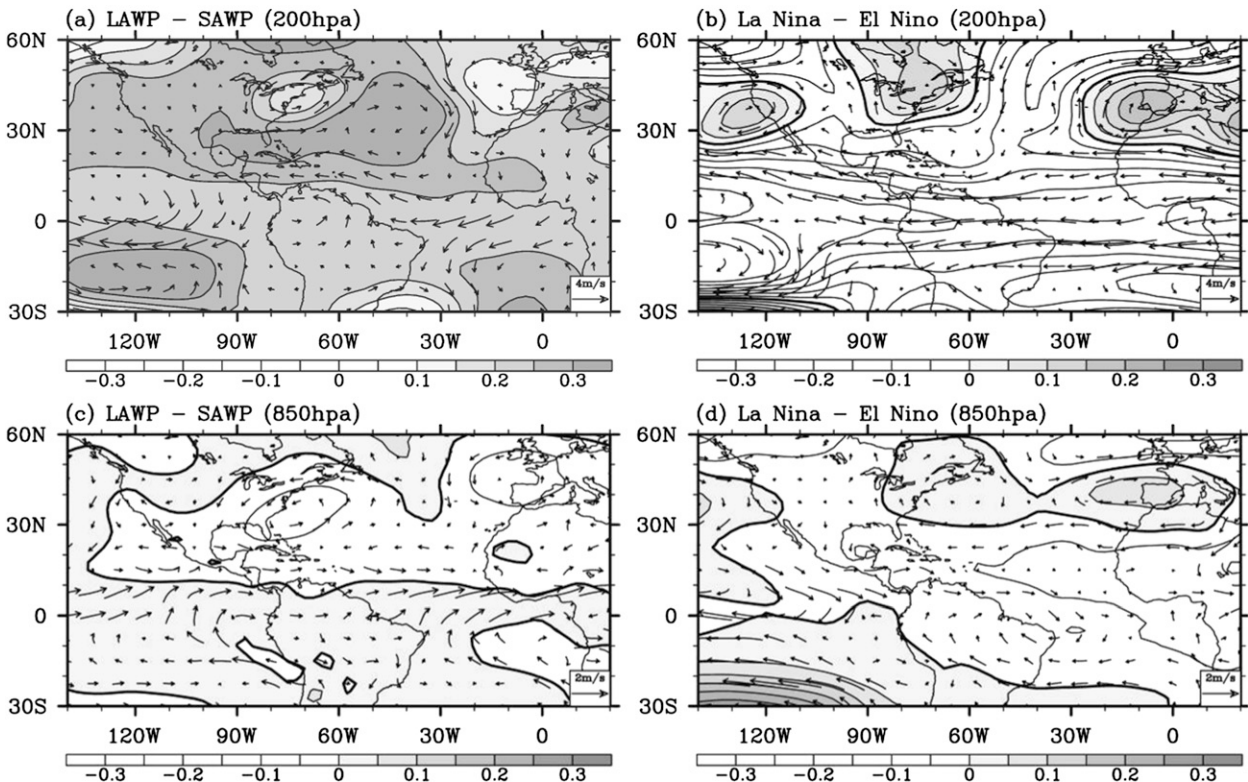 (a) LAWP – SAWP (200hpa)
60N
30N
0
30S
4m/s
120W 90W 60W 30W 0
−0.3 −0.2 −0.1 0 0.1 0.2 0.3
(b) La Nina – El Nino (200hpa)
60N
30N
0
30S
4m/s
120W 90W 60W 30W 0
−0.3 −0.2 −0.1 0 0.1 0.2 0.3
(c) LAWP – SAWP (850hpa)
60N
30N
0
30S
2m/s
120W 90W 60W 30W 0
−0.3 −0.2 −0.1 0 0.1 0.2 0.3
(d) La Nina – El Nino (850hpa)
60N
30N
0
30S
2m/s
120W 90W 60W 30W 0
−0.3 −0.2 −0.1 0 0.1 0.2 0.3